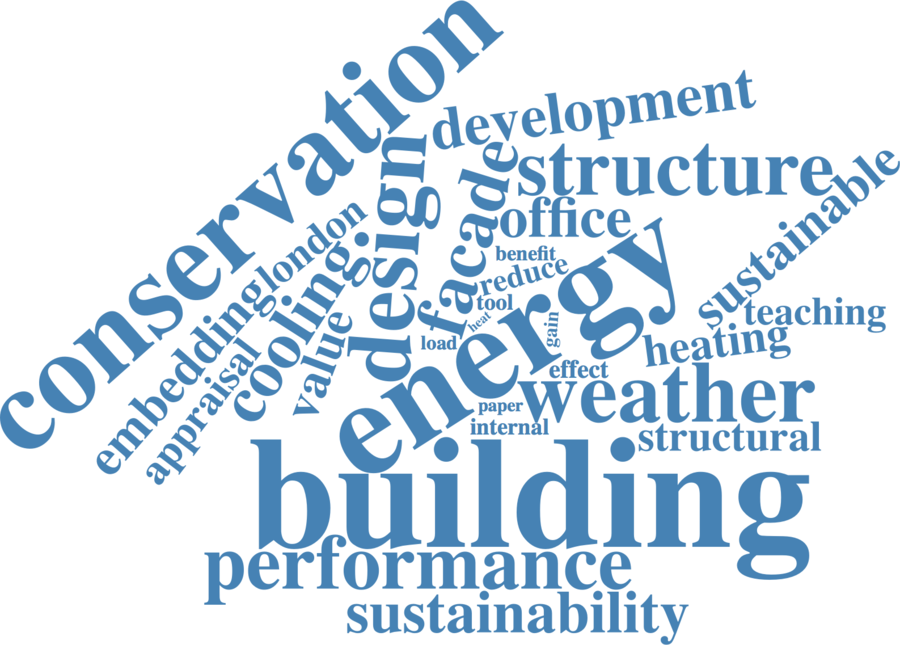 conservation
development
design
facade
structure
sustainable
office
london
embedding
cooling
energy
benefit
reduce
tool
heat
gain
load
teaching
heating
value
appraisal
effect
weather
paper
internal
structural
building
performance
sustainability